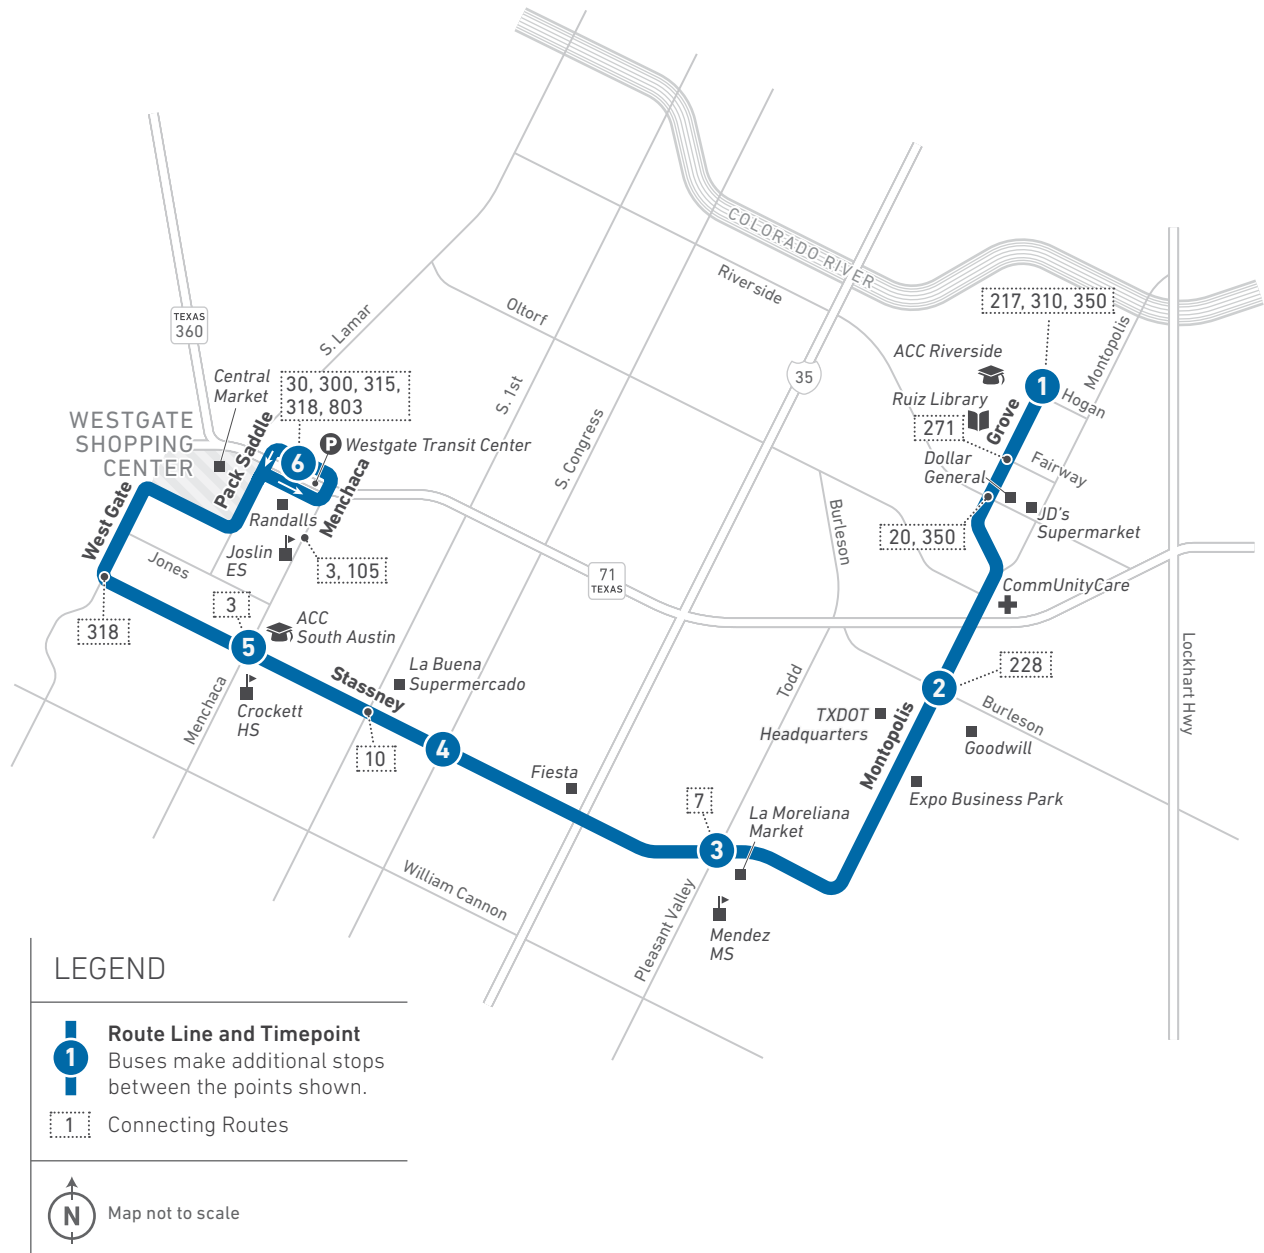 COLORADO RIVER
Riverside
Oltorf
S. Lamar
S. 1st
S. Congress
TEXAS
360
35
217, 310, 350
ACC Riverside
1
Hogan
Montopolis
Ruiz Library
271
Grove
Fairway
Dollar
General
JD's
Supermarket
20, 350
CommUnityCare
Central
Market
30, 300, 315,
318, 803
WESTGATE
SHOPPING
CENTER
Pack Saddle
6
P
Westgate Transit Center
Menchaca
Randalls
West Gate
Jones
Joslin
ES
3, 105
71
TEXAS
Burleson
318
3
ACC
South Austin
5
La Buena
Supermercado
Stassney
Menchaca
Crockett
HS
10
4
Fiesta
Todd
228
2
TXDOT
Headquarters
Montopolis
Burleson
Goodwill
Expo Business Park
Lockhart Hwy
7
La Moreliana
Market
3
Mendez
MS
Pleasant Valley
William Cannon
LEGEND
1
Route Line and Timepoint
Buses make additional stops
between the points shown.
1
Connecting Routes
N
Map not to scale